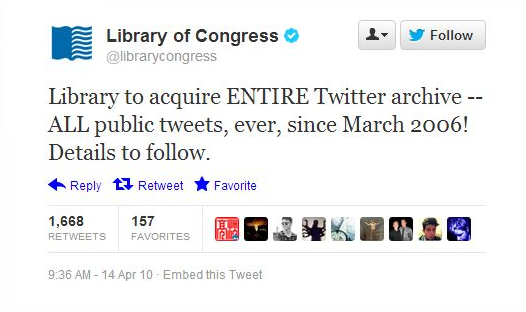 Library of Congress
@librarycongress
Follow
Library to acquire ENTIRE Twitter archive --
ALL public tweets, ever, since March 2006!
Details to follow.
Reply Retweet Favorite
1,668 157
RETWEETS FAVORITES
9:36 AM - 14 Apr 10 · Embed this Tweet